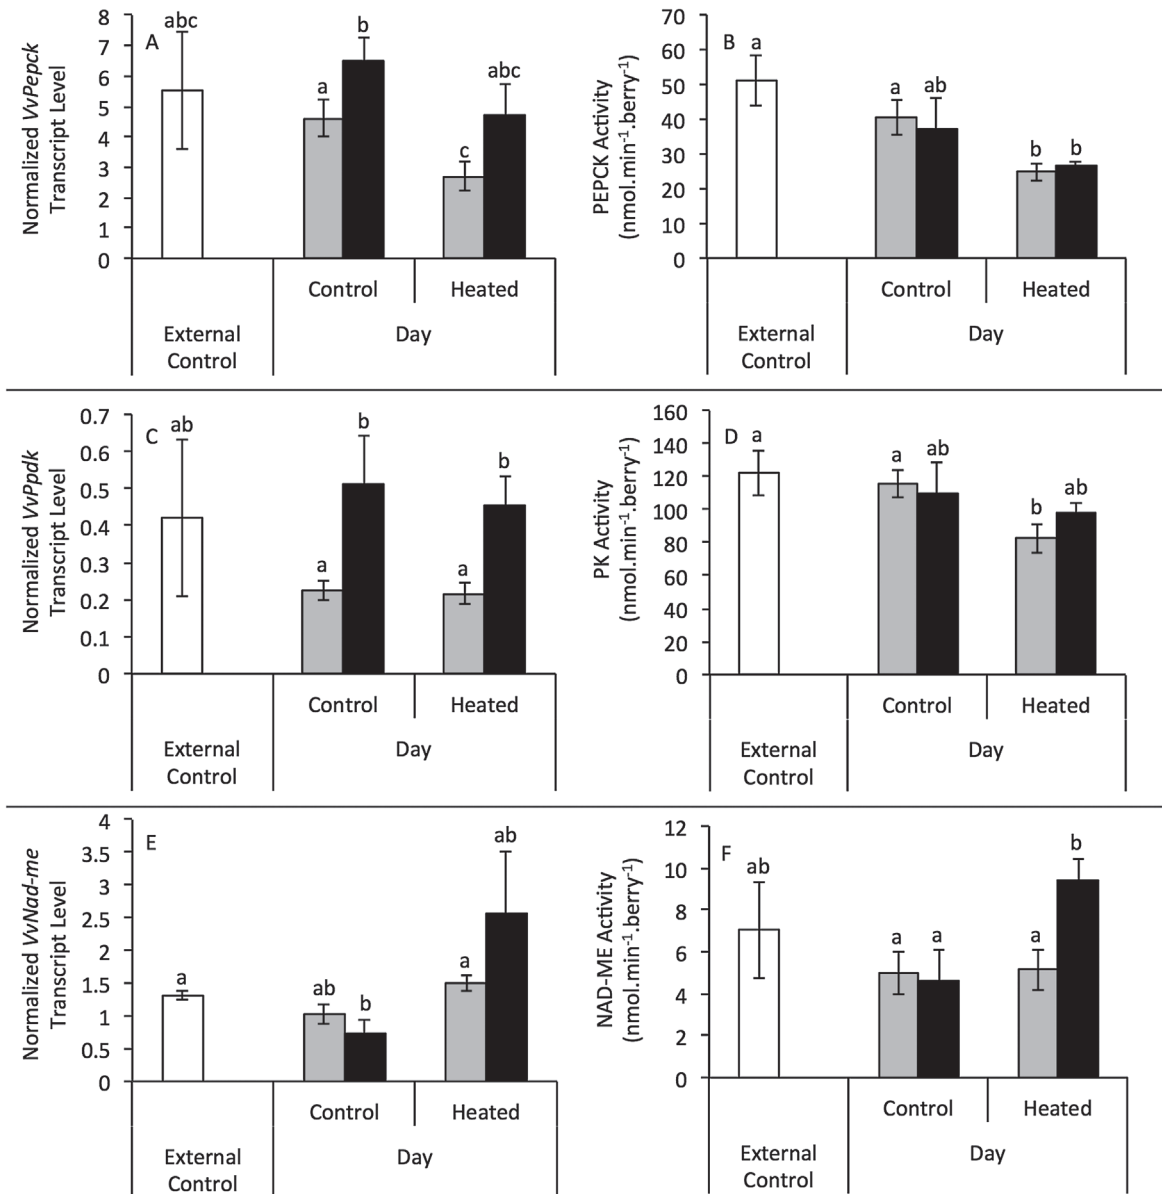 A
Normalized VvPepck
Transcript Level
8
7
6
5
4
3
2
1
0
abc
a
b
c
abc
Control
Heated
External
Control
Day
B
PEPCK Activity
(nmol.min⁻¹.berry⁻¹)
70
60
50
40
30
20
10
0
a
a
ab
b
b
Control
Heated
External
Control
Day
C
Normalized VvPpdk
Transcript Level
0.7
0.6
0.5
0.4
0.3
0.2
0.1
0
ab
a
b
a
b
Control
Heated
External
Control
Day
D
PK Activity
(nmol.min⁻¹.berry⁻¹)
160
140
120
100
80
60
40
20
0
a
a
ab
b
ab
Control
Heated
External
Control
Day
E
Normalized VvNad-me
Transcript Level
4
3.5
3
2.5
2
1.5
1
0.5
0
a
ab
b
a
ab
Control
Heated
External
Control
Day
F
NAD-ME Activity
(nmol.min⁻¹.berry⁻¹)
12
10
8
6
4
2
0
ab
a
a
a
b
Control
Heated
External
Control
Day